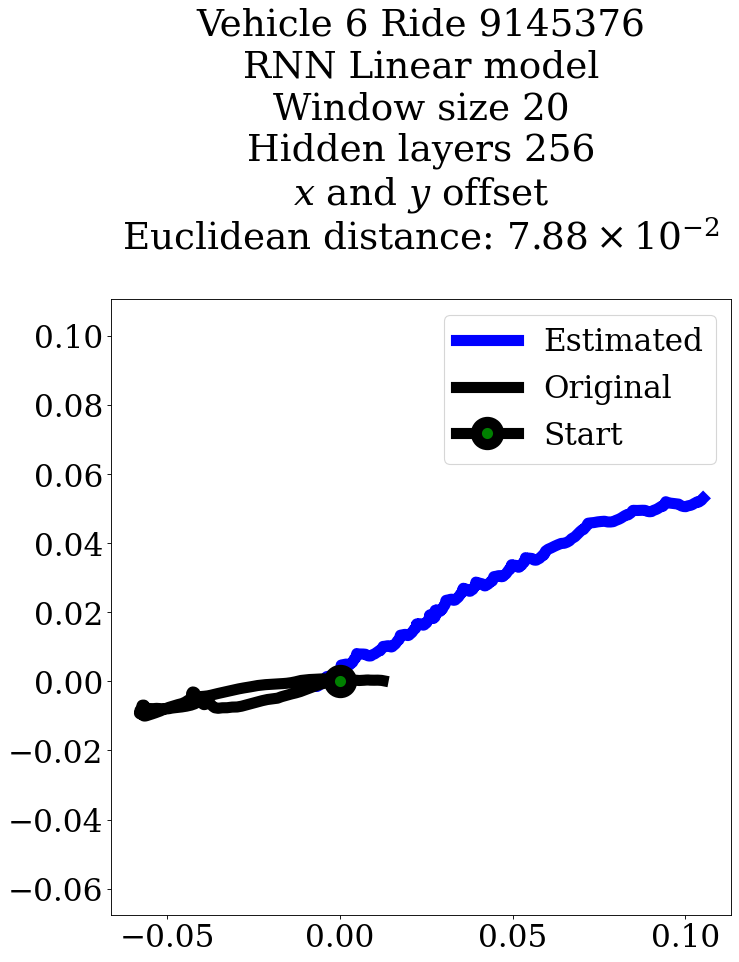 Vehicle 6 Ride 9145376
RNN Linear model
Window size 20
Hidden layers 256
x and y offset
Euclidean distance: 7.88 × 10⁻²
Estimated
Original
Start
0.10
0.08
0.06
0.04
0.02
0.00
−0.02
−0.04
−0.06
−0.05 0.00 0.05 0.10